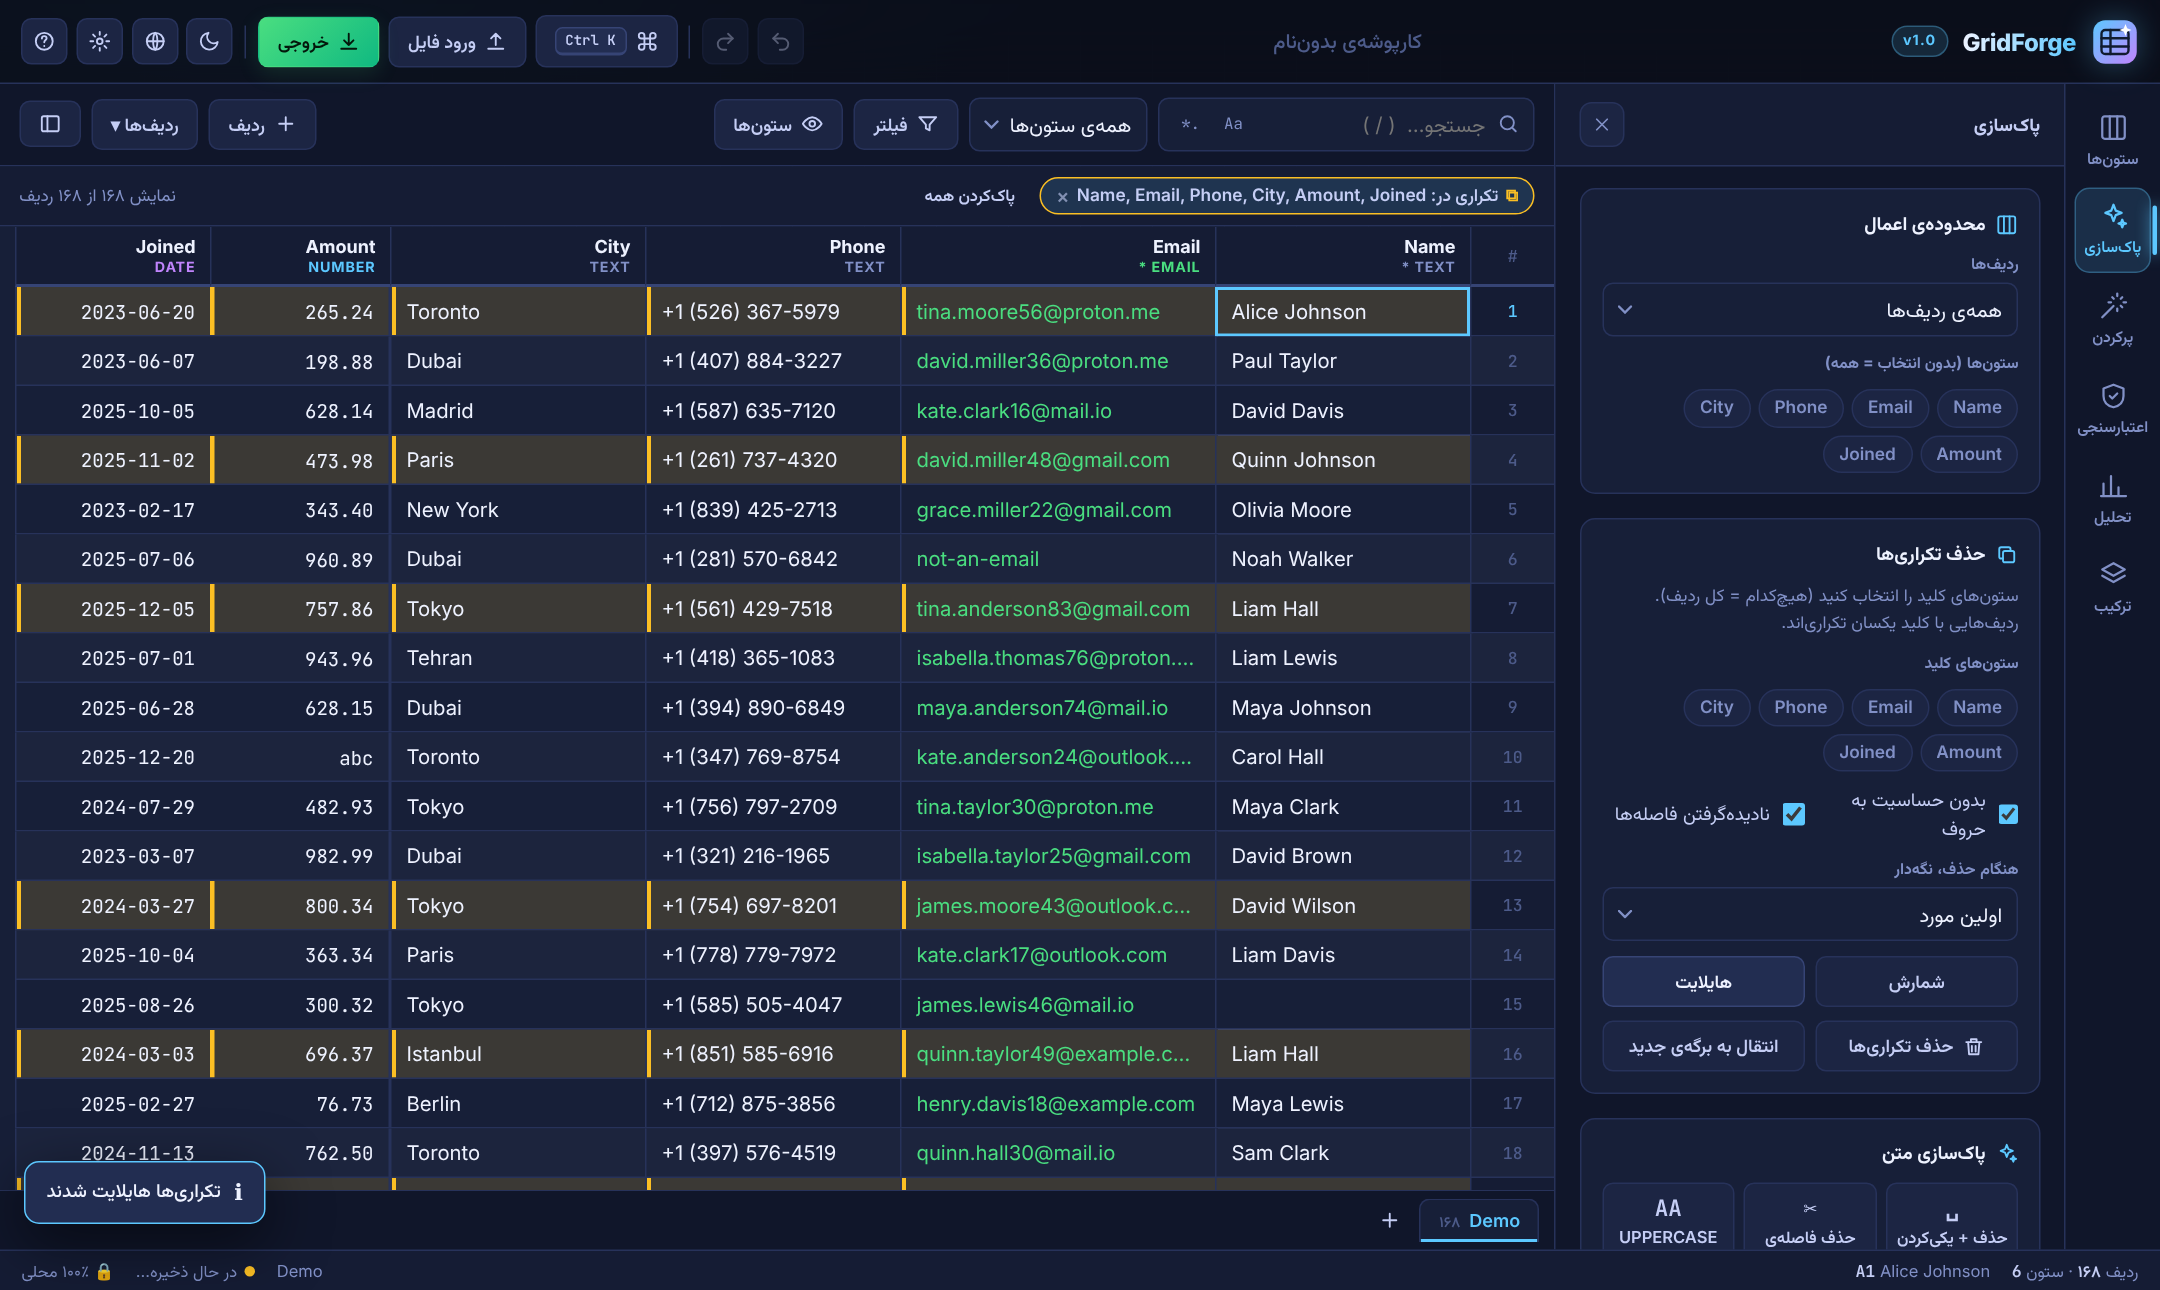 GridForge v1.0
کارپوشه‌ی بدون‌نام
Ctrl K
ورود فایل
خروجی
ستون‌ها
پاک‌سازی
پرکردن
اعتبارسنجی
تحلیل
ترکیب
پاک‌سازی
محدوده‌ی اعمال
ردیف‌ها
همه‌ی ردیف‌ها
ستون‌ها (بدون انتخاب = همه)
Name Email Phone City
Amount Joined
حذف تکراری‌ها
ستون‌های کلید را انتخاب کنید (هیچ‌کدام = کل ردیف).
ردیف‌هایی با کلید یکسان تکراری‌اند.
ستون‌های کلید
Name Email Phone City
Amount Joined
بدون حساسیت به حروف
نادیده‌گرفتن فاصله‌ها
هنگام حذف، نگه‌دار
اولین مورد
شمارش
هایلایت
حذف تکراری‌ها
انتقال به برگه‌ی جدید
پاک‌سازی متن
␣ حذف + یکی‌کردن
✂ حذف فاصله‌ی
AA UPPERCASE
جستجو... ( / ) Aa .*
همه‌ی ستون‌ها
فیلتر
ستون‌ها
+ ردیف
ردیف‌ها ▾
تکراری در: Name, Email, Phone, City, Amount, Joined ×
پاک‌کردن همه
نمایش ۱۶۸ از ۱۶۸ ردیف
# Name Email Phone City Amount Joined
TEXT * EMAIL * TEXT TEXT NUMBER DATE
1 Alice Johnson tina.moore56@proton.me +1 (526) 367-5979 Toronto 265.24 2023-06-20
2 Paul Taylor david.miller36@proton.me +1 (407) 884-3227 Dubai 198.88 2023-06-07
3 David Davis kate.clark16@mail.io +1 (587) 635-7120 Madrid 628.14 2025-10-05
4 Quinn Johnson david.miller48@gmail.com +1 (261) 737-4320 Paris 473.98 2025-11-02
5 Olivia Moore grace.miller22@gmail.com +1 (839) 425-2713 New York 343.40 2023-02-17
6 Noah Walker not-an-email +1 (281) 570-6842 Dubai 960.89 2025-07-06
7 Liam Hall tina.anderson83@gmail.com +1 (561) 429-7518 Tokyo 757.86 2025-12-05
8 Liam Lewis isabella.thomas76@proton.... +1 (418) 365-1083 Tehran 943.96 2025-07-01
9 Maya Johnson maya.anderson74@mail.io +1 (394) 890-6849 Dubai 628.15 2025-06-28
10 Carol Hall kate.anderson24@outlook.... +1 (347) 769-8754 Toronto abc 2025-12-20
11 Maya Clark tina.taylor30@proton.me +1 (756) 797-2709 Tokyo 482.93 2024-07-29
12 David Brown isabella.taylor25@gmail.com +1 (321) 216-1965 Dubai 982.99 2023-03-07
13 David Wilson james.moore43@outlook.c... +1 (754) 697-8201 Tokyo 800.34 2024-03-27
14 Liam Davis kate.clark17@outlook.com +1 (778) 779-7972 Paris 363.34 2025-10-04
15 james.lewis46@mail.io +1 (585) 505-4047 Tokyo 300.32 2025-08-26
16 Liam Hall quinn.taylor49@example.c... +1 (851) 585-6916 Istanbul 696.37 2024-03-03
17 Maya Lewis henry.davis18@example.com +1 (712) 875-3856 Berlin 76.73 2025-02-27
18 Sam Clark quinn.hall30@mail.io +1 (397) 576-4519 Toronto 762.50 2024-11-13
تکراری‌ها هایلایت شدند
Demo ۱۶۸
+
ردیف ۱۶۸ · ستون 6
A1 Alice Johnson
Demo
در حال ذخیره...
۱۰۰٪ محلی